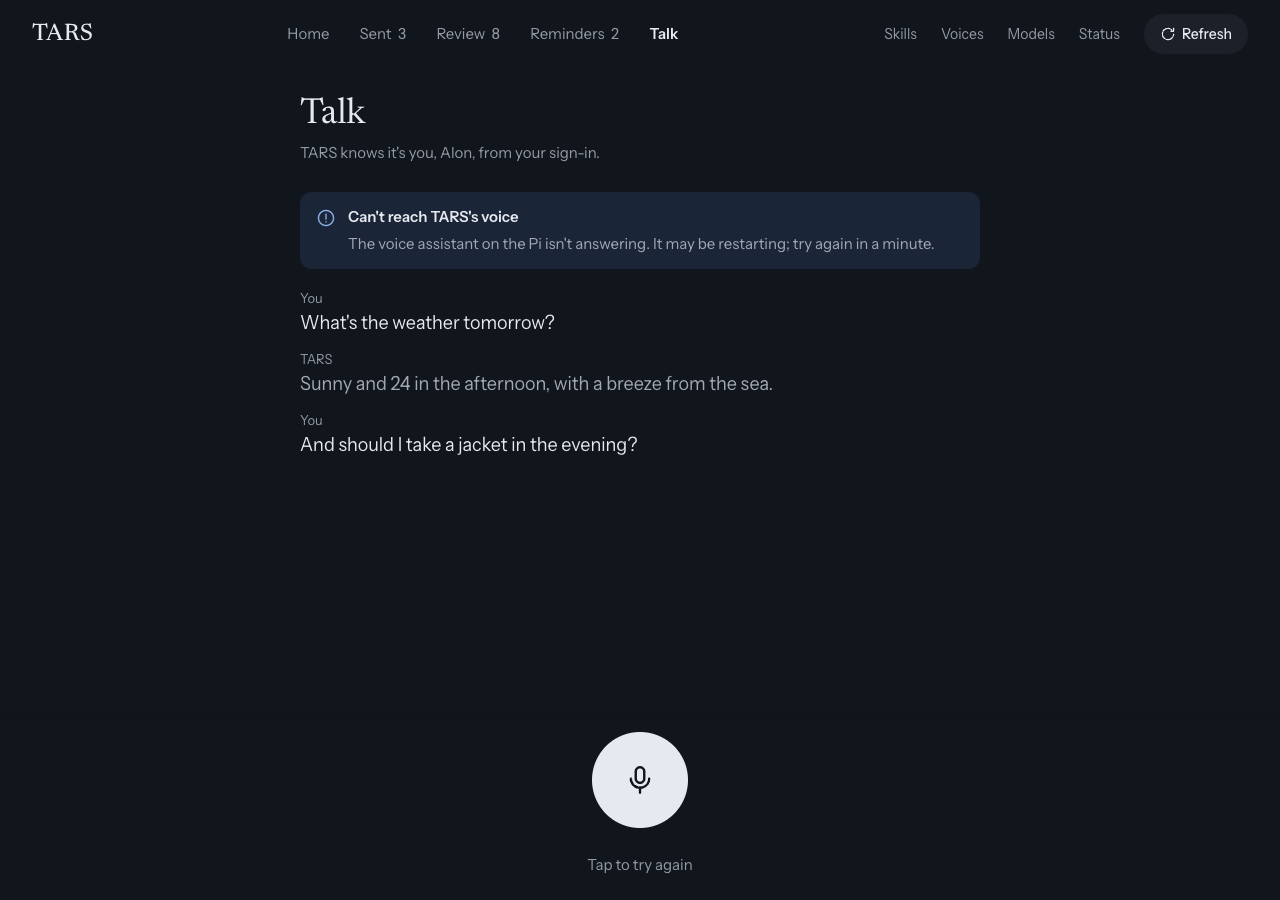 TARS
Home Sent 3 Review 8 Reminders 2 Talk
Skills Voices Models Status Refresh
Talk
TARS knows it's you, Alon, from your sign-in.
Can't reach TARS's voice
The voice assistant on the Pi isn't answering. It may be restarting; try again in a minute.
You
What's the weather tomorrow?
TARS
Sunny and 24 in the afternoon, with a breeze from the sea.
You
And should I take a jacket in the evening?
Tap to try again